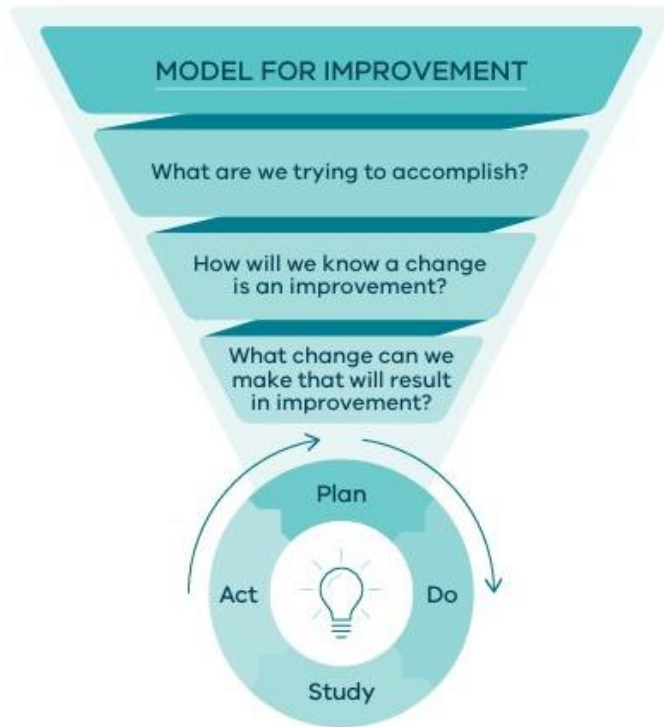 MODEL FOR IMPROVEMENT
What are we trying to accomplish?
How will we know a change
is an improvement?
What change can we
make that will result
in improvement?
Plan
Act
Do
Study